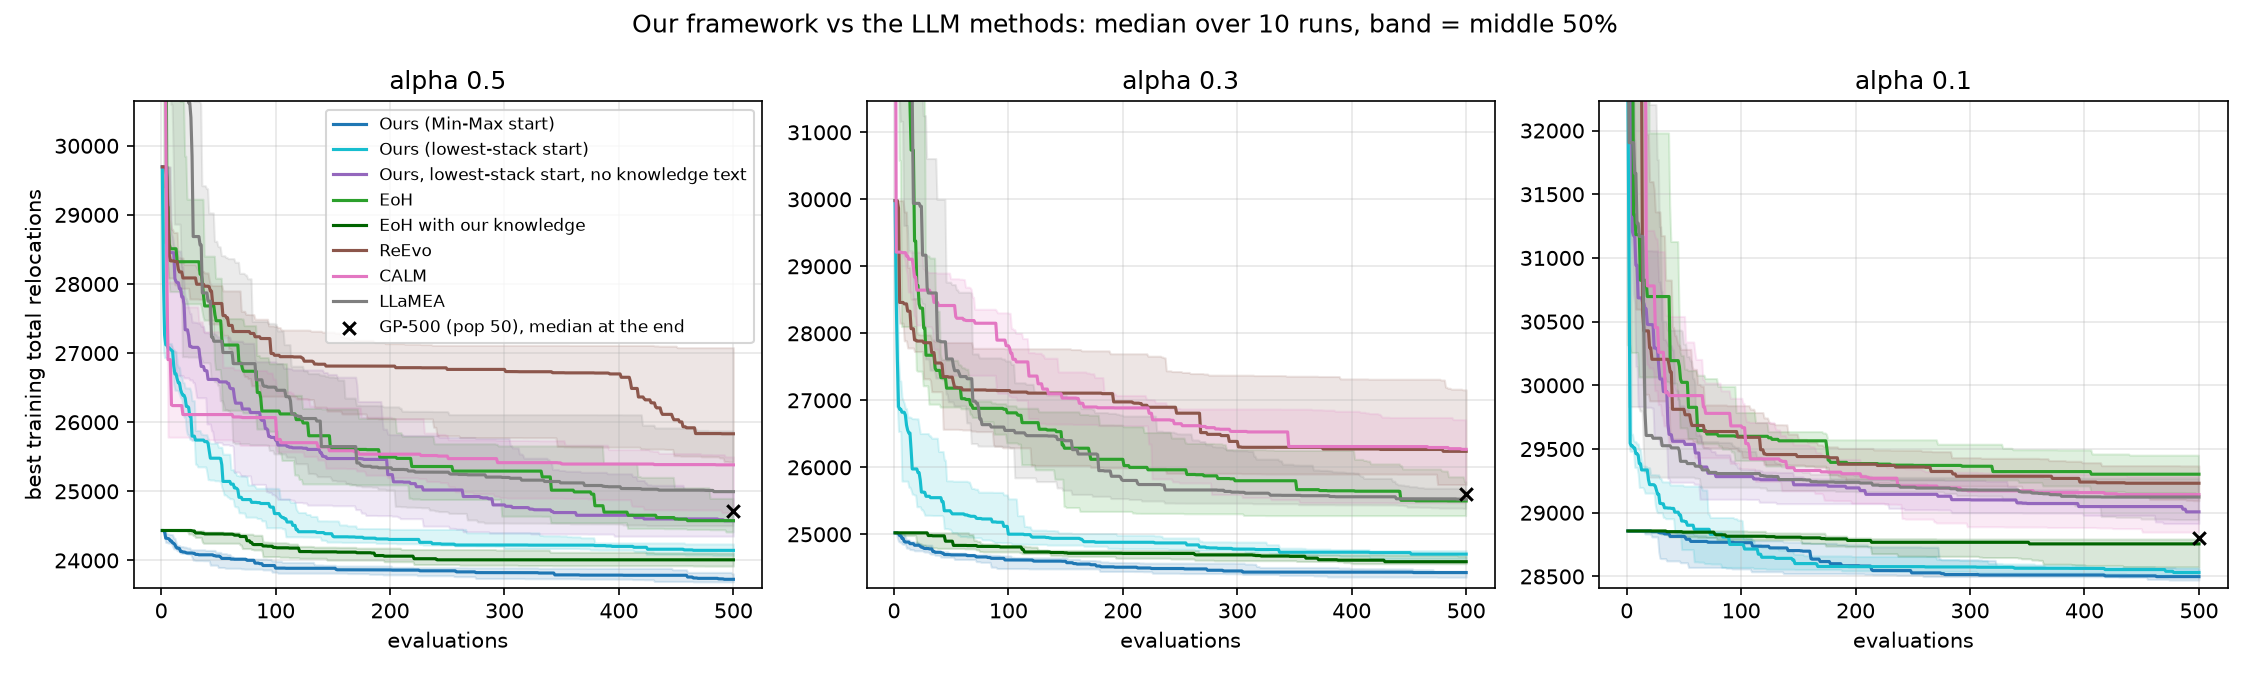 Our framework vs the LLM methods: median over 10 runs, band = middle 50%
alpha 0.5
best training total relocations
30000
29000
28000
27000
26000
25000
24000
Ours (Min-Max start)
Ours (lowest-stack start)
Ours, lowest-stack start, no knowledge text
EoH
EoH with our knowledge
ReEvo
CALM
LLaMEA
GP-500 (pop 50), median at the end
0 100 200 300 400 500
evaluations
alpha 0.3
31000
30000
29000
28000
27000
26000
25000
0 100 200 300 400 500
evaluations
alpha 0.1
32000
31500
31000
30500
30000
29500
29000
28500
0 100 200 300 400 500
evaluations